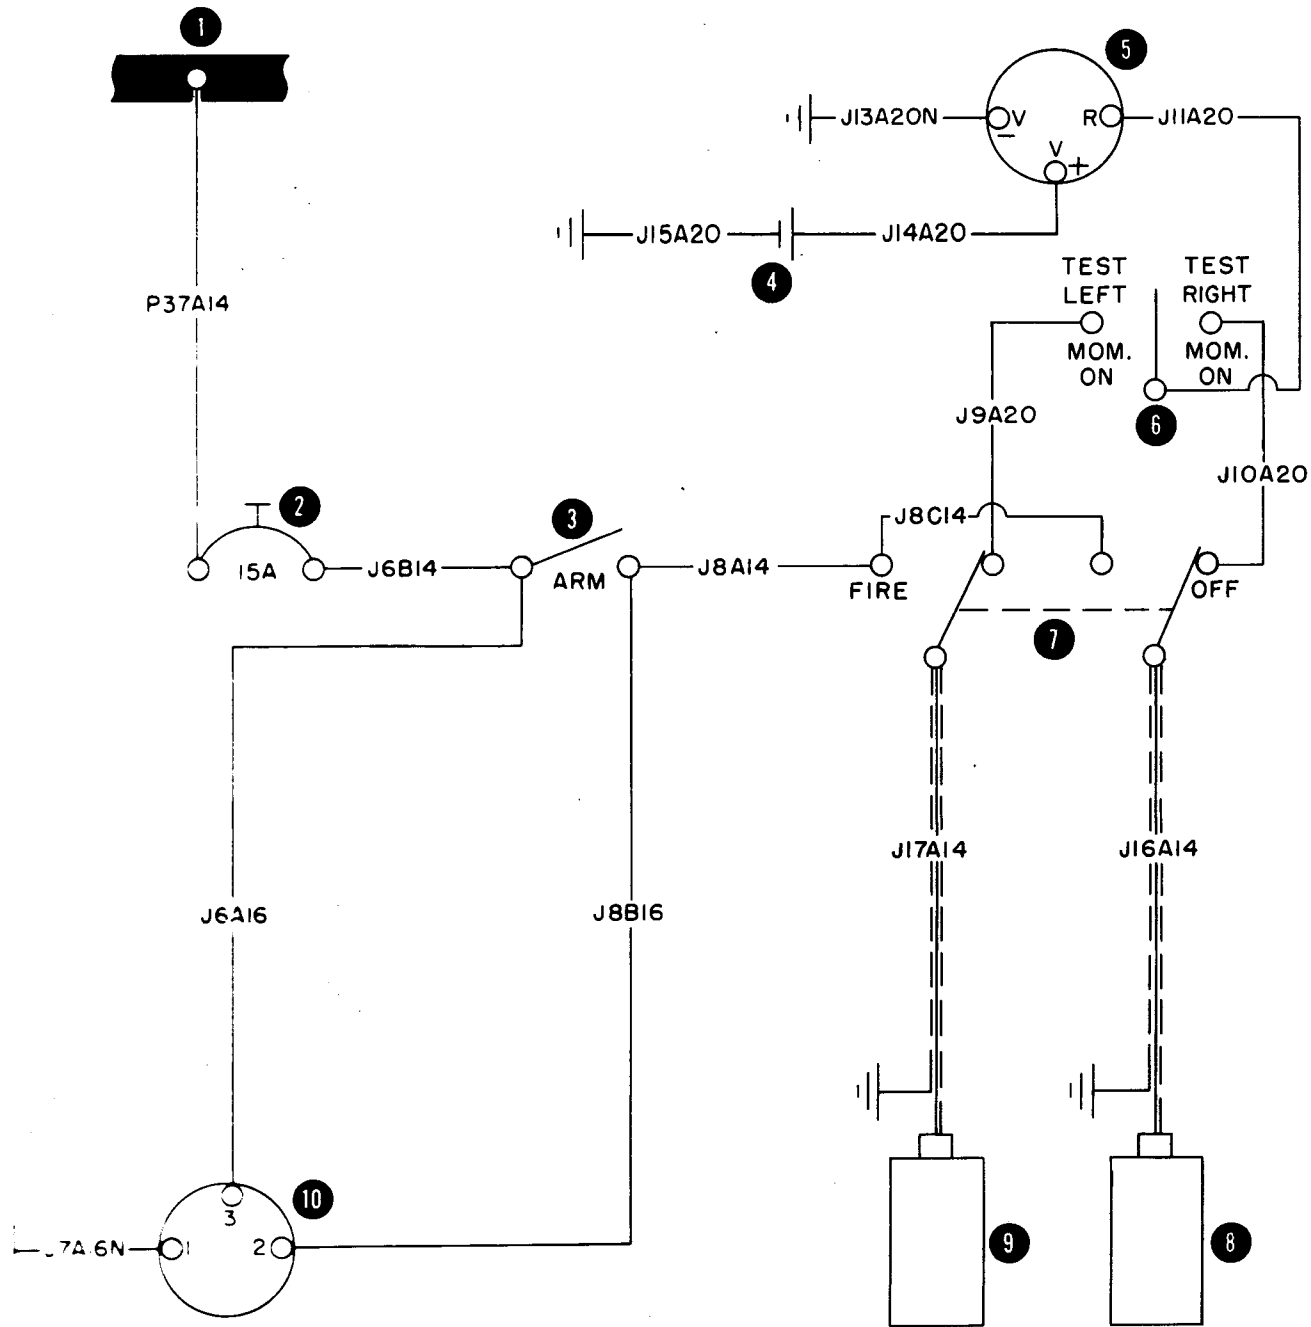 1
5
J13A20N
V
R
J11A20
−
V
+
J15A20
J14A20
4
TEST LEFT
TEST RIGHT
P37A14
MOM. ON
MOM. ON
J9A20
6
J10A20
2
3
J8C14
15A
J6B14
ARM
J8A14
FIRE
OFF
7
J17A14
J16A14
J6A16
J8B16
10
3
1
2
9
8